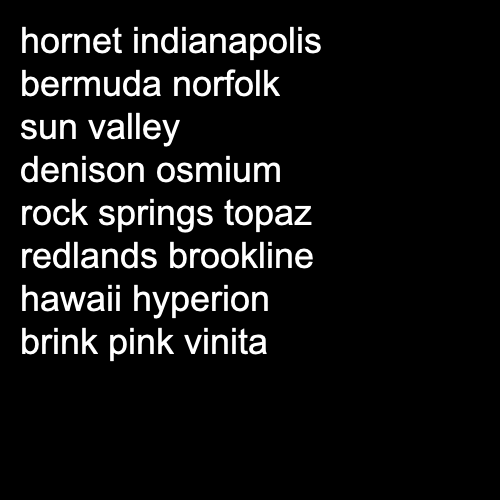 hornet indianapolis
bermuda norfolk
sun valley
denison osmium
rock springs topaz
redlands brookline
hawaii hyperion
brink pink vinita